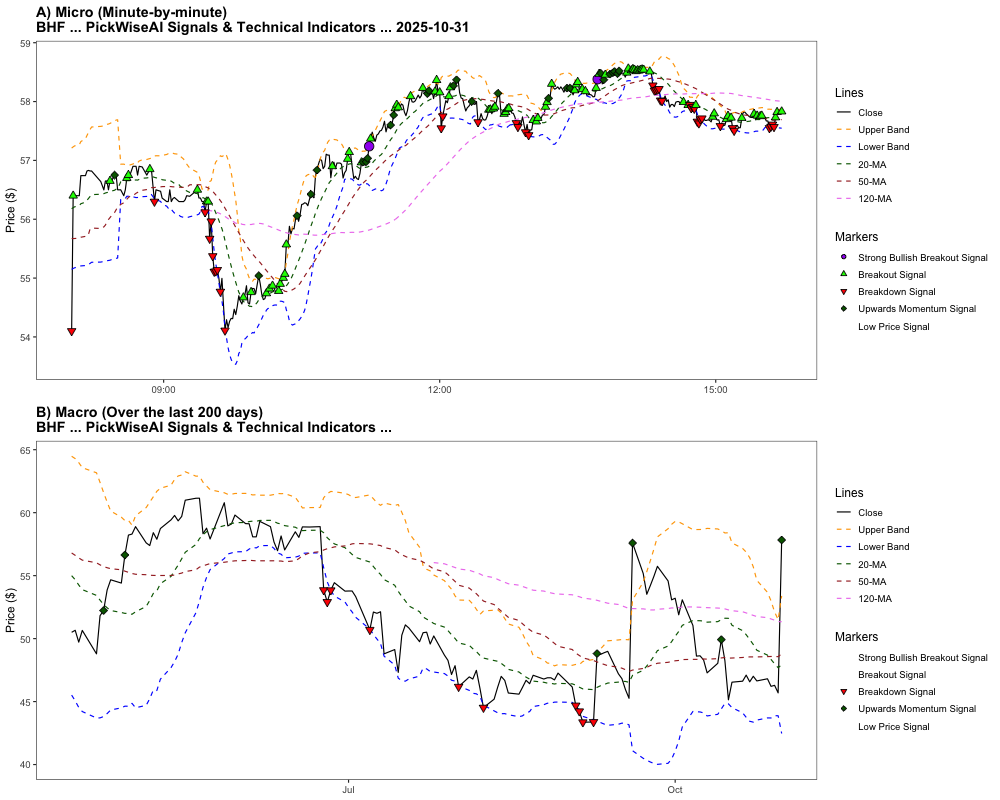 A) Micro (Minute-by-minute)
BHF ... PickWiseAI Signals & Technical Indicators ... 2025-10-31
Price ($)
59
58
57
56
55
54
09:00
12:00
15:00
Lines
Close
Upper Band
Lower Band
20-MA
50-MA
120-MA
Markers
Strong Bullish Breakout Signal
Breakout Signal
Breakdown Signal
Upwards Momentum Signal
Low Price Signal
B) Macro (Over the last 200 days)
BHF ... PickWiseAI Signals & Technical Indicators ...
Price ($)
65
60
55
50
45
40
Jul
Oct
Lines
Close
Upper Band
Lower Band
20-MA
50-MA
120-MA
Markers
Strong Bullish Breakout Signal
Breakout Signal
Breakdown Signal
Upwards Momentum Signal
Low Price Signal